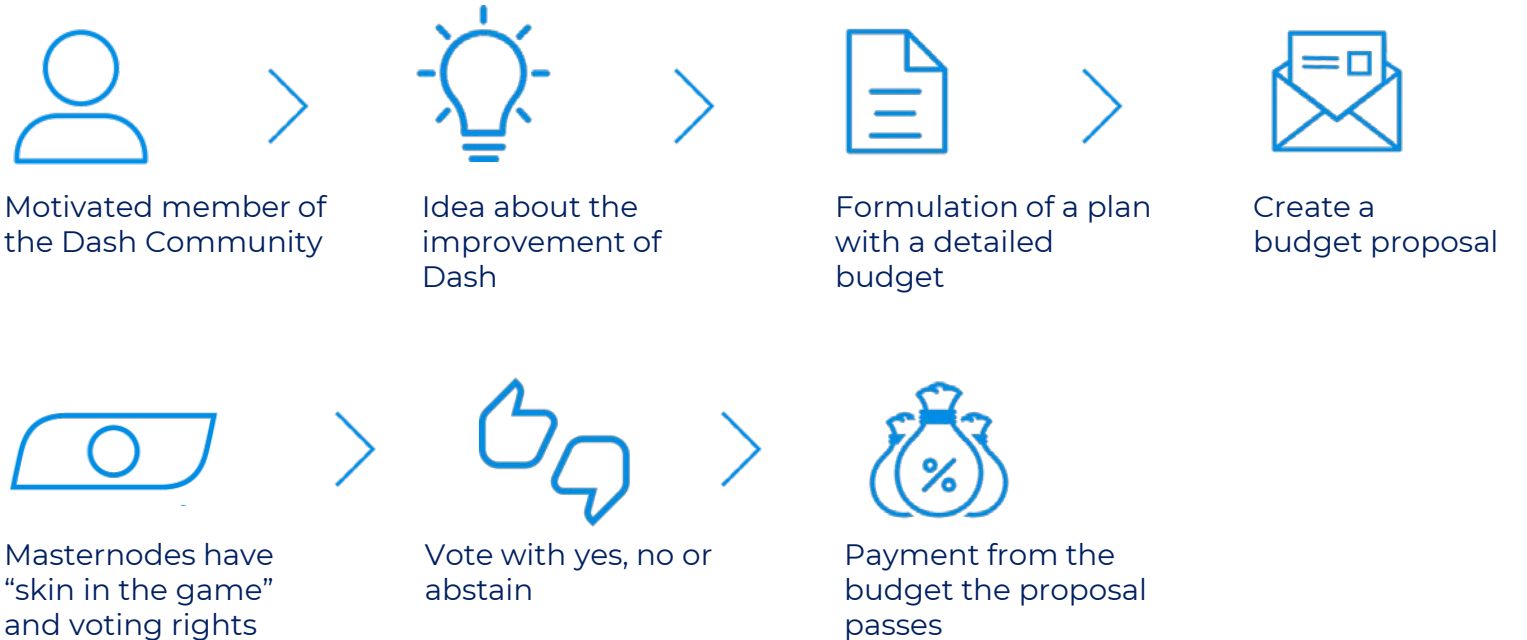 Motivated member of
the Dash Community
Idea about the
improvement of
Dash
Formulation of a plan
with a detailed
budget
Create a
budget proposal
Masternodes have
“skin in the game”
and voting rights
Vote with yes, no or
abstain
Payment from the
budget the proposal
passes
%